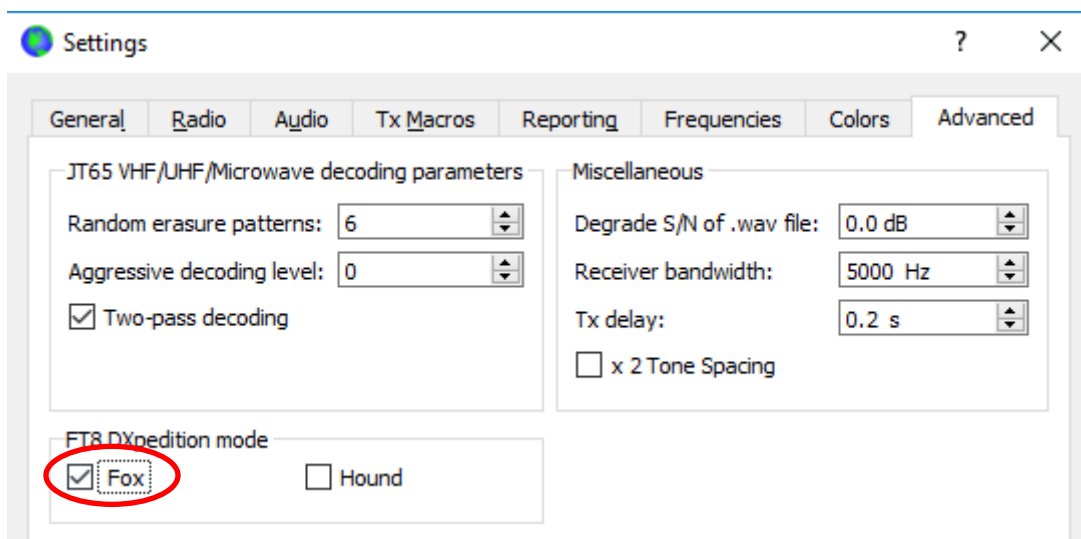 Settings ?
General Radio Audio Tx Macros Reporting Frequencies Colors Advanced
JT65 VHF/UHF/Microwave decoding parameters
Random erasure patterns: 6
Aggressive decoding level: 0
Two-pass decoding
Miscellaneous
Degrade S/N of .wav file: 0.0 dB
Receiver bandwidth: 5000 Hz
Tx delay: 0.2 s
x 2 Tone Spacing
FT8 DXpedition mode
Fox Hound